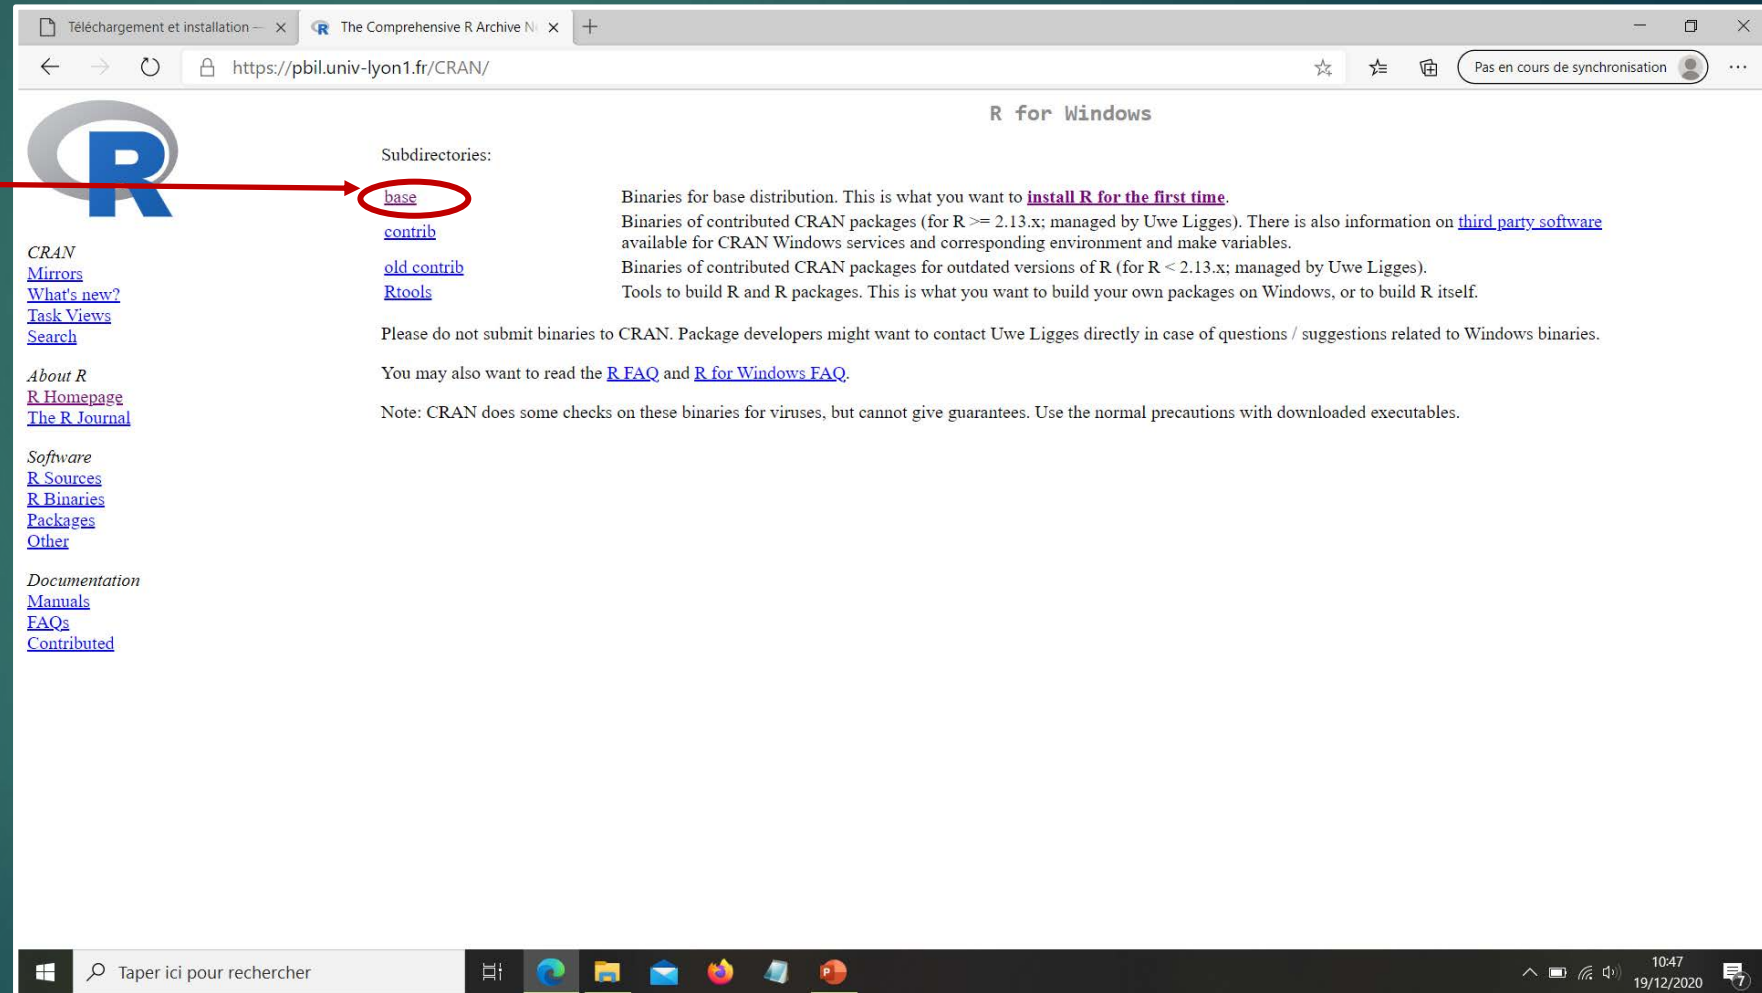 Téléchargement et installation —
The Comprehensive R Archive N
https://pbil.univ-lyon1.fr/CRAN/
Pas en cours de synchronisation
R
CRAN
Mirrors
What's new?
Task Views
Search
About R
R Homepage
The R Journal
Software
R Sources
R Binaries
Packages
Other
Documentation
Manuals
FAQs
Contributed
R for Windows
Subdirectories:
base Binaries for base distribution. This is what you want to install R for the first time.
contrib Binaries of contributed CRAN packages (for R >= 2.13.x; managed by Uwe Ligges). There is also information on third party software
available for CRAN Windows services and corresponding environment and make variables.
old contrib Binaries of contributed CRAN packages for outdated versions of R (for R < 2.13.x; managed by Uwe Ligges).
Rtools Tools to build R and R packages. This is what you want to build your own packages on Windows, or to build R itself.
Please do not submit binaries to CRAN. Package developers might want to contact Uwe Ligges directly in case of questions / suggestions related to Windows binaries.
You may also want to read the R FAQ and R for Windows FAQ.
Note: CRAN does some checks on these binaries for viruses, but cannot give guarantees. Use the normal precautions with downloaded executables.
Taper ici pour rechercher
10:47
19/12/2020
7